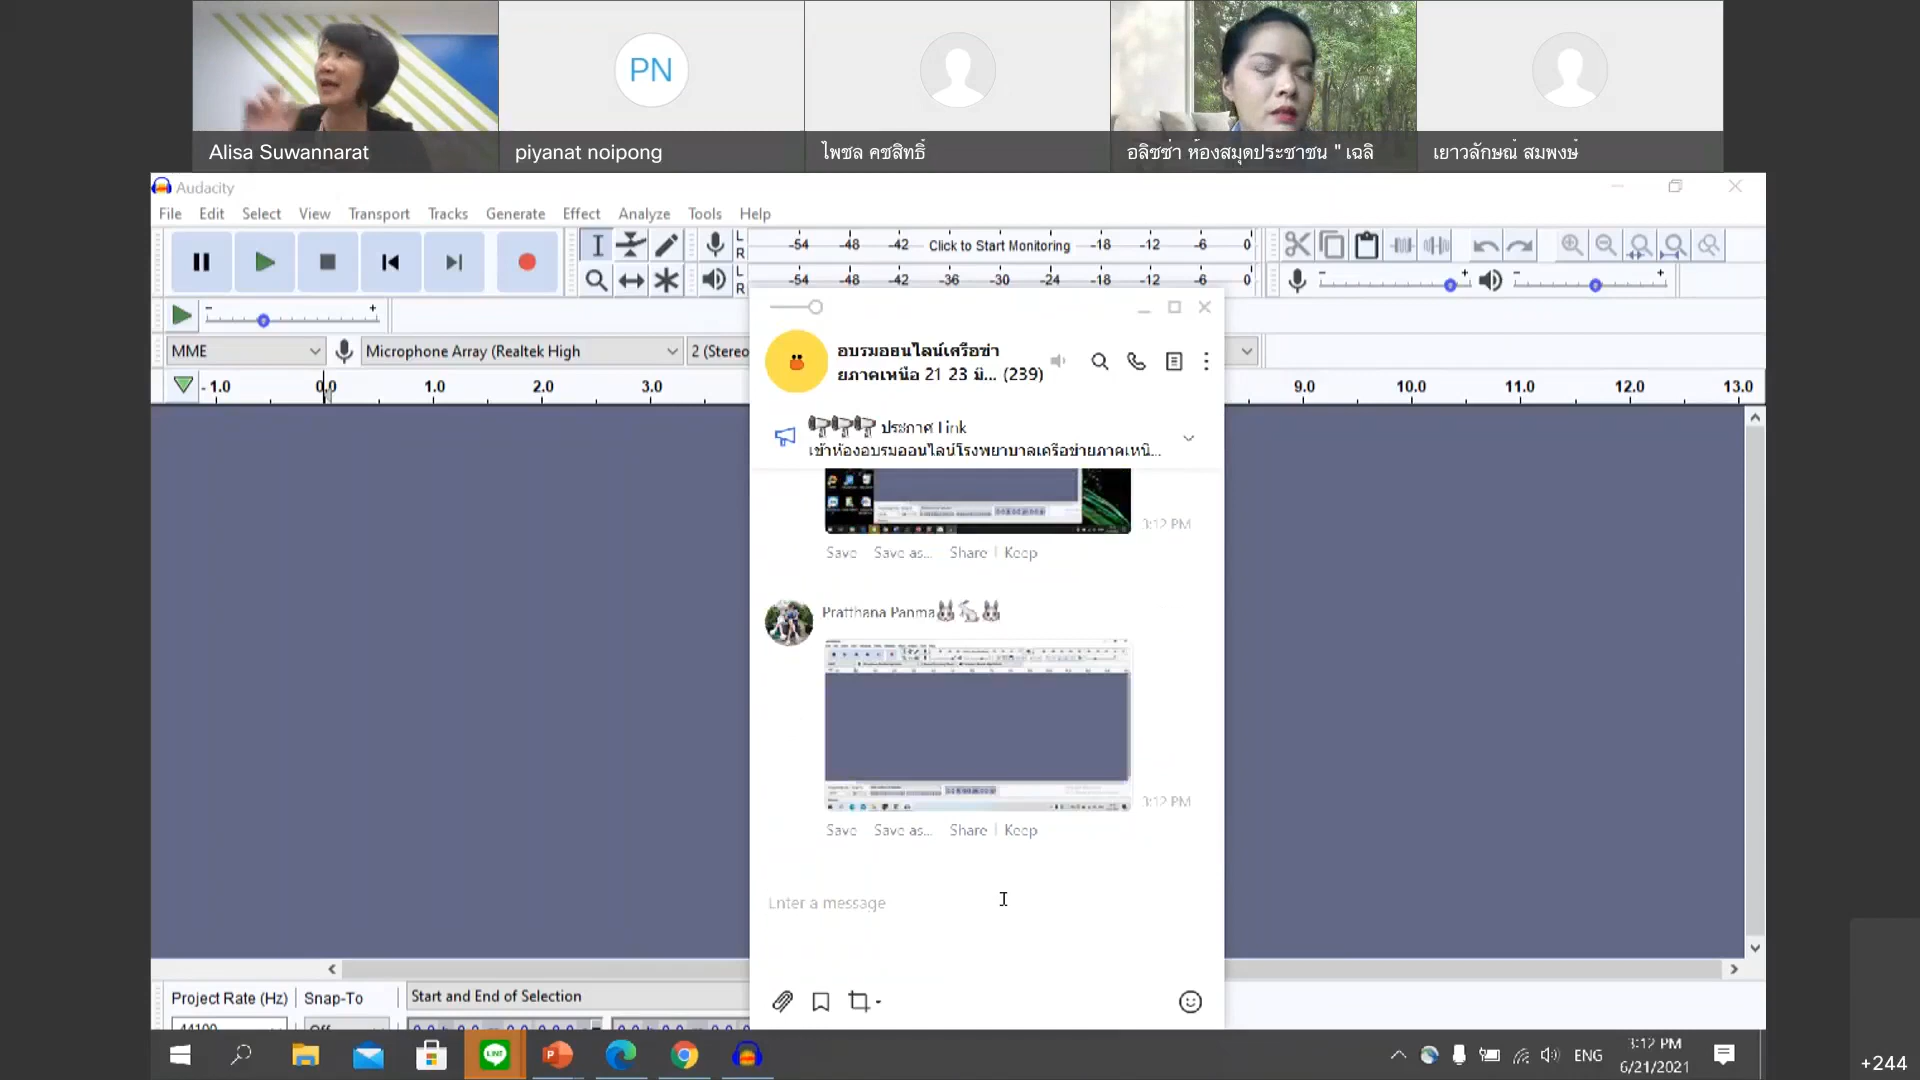 Alisa Suwannarat
PN
piyanat noipong
ไพชล คชสิทธิ์
อลิชช่า ห้องสมุดประชาชน " เฉลิ
เยาวลักษณ์ สมพงษ์
Audacity
File Edit Select View Transport Tracks Generate Effect Analyze Tools Help
L
R
-54 -48 -42 Click to Start Monitoring -18 -12 -6 0
L
R
-54 -48 -42 -36 -30 -24 -18 -12 -6 0
MME
Microphone Array (Realtek High
2 (Stereo
-1.0 0.0 1.0 2.0 3.0 9.0 10.0 11.0 12.0 13.0
อบรมออนไลน์เครือข่า
ยภาคเหนือ 21 23 มิ... (239)
ประกาศ Link
เข้าห้องอบรมออนไลน์โรงพยาบาลเครือข่ายภาคเหนิ...
3:12 PM
Save Save as... Share Keep
Pratthana Panma
3:12 PM
Save Save as... Share Keep
Enter a message
Project Rate (Hz) Snap-To
Start and End of Selection
44100 Off
LINE
ENG
3:12 PM
6/21/2021
+244